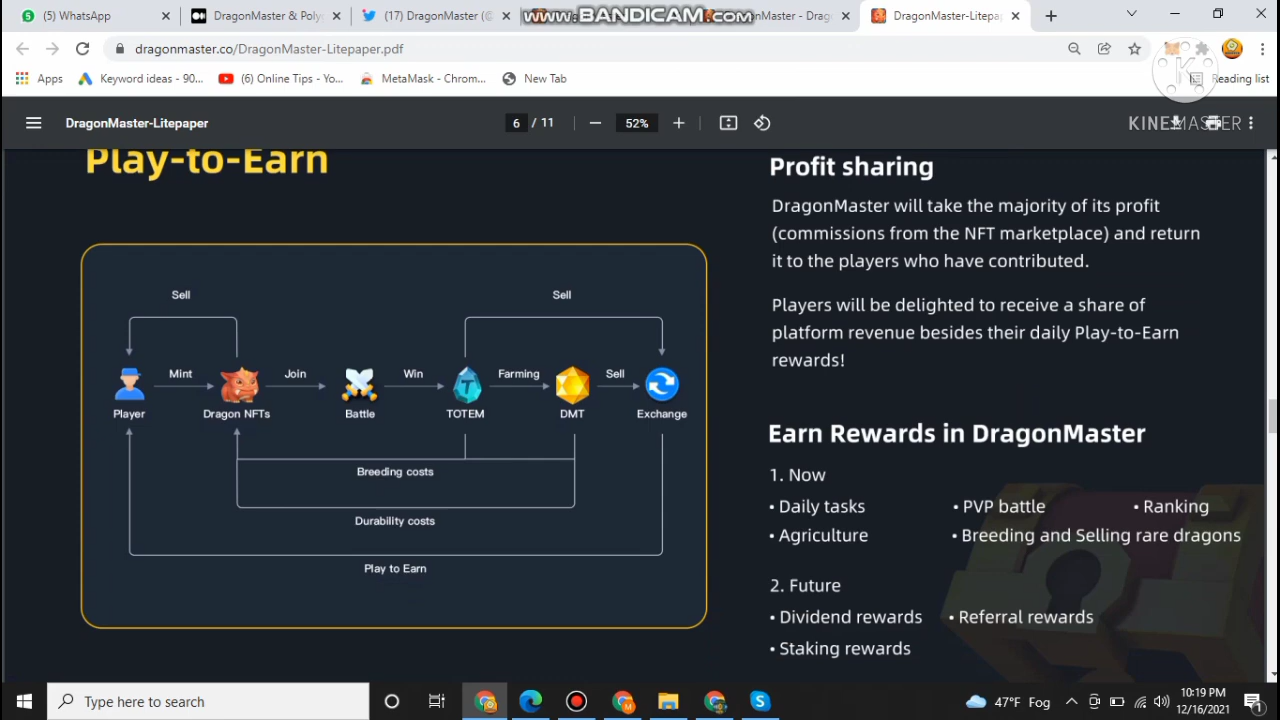 (5) WhatsApp
DragonMaster & Poly
(17) DragonMaster (@
Master - Drag
DragonMaster-Litepa
www.BANDICAM.com
dragonmaster.co/DragonMaster-Litepaper.pdf
Apps
Keyword ideas - 90...
(6) Online Tips - Yo...
MetaMask - Chrom...
New Tab
Reading list
K
DragonMaster-Litepaper
6 / 11
52%
KINEMASTER
Play-to-Earn
Sell
Sell
Mint
Join
Win
Farming
Sell
Player
Dragon NFTs
Battle
T
TOTEM
DMT
Exchange
Breeding costs
Durability costs
Play to Earn
Profit sharing
DragonMaster will take the majority of its profit
(commissions from the NFT marketplace) and return
it to the players who have contributed.
Players will be delighted to receive a share of
platform revenue besides their daily Play-to-Earn
rewards!
Earn Rewards in DragonMaster
1. Now
• Daily tasks • PVP battle • Ranking
• Agriculture • Breeding and Selling rare dragons
2. Future
• Dividend rewards • Referral rewards
• Staking rewards
Type here to search
47°F Fog
10:19 PM
12/16/2021
1